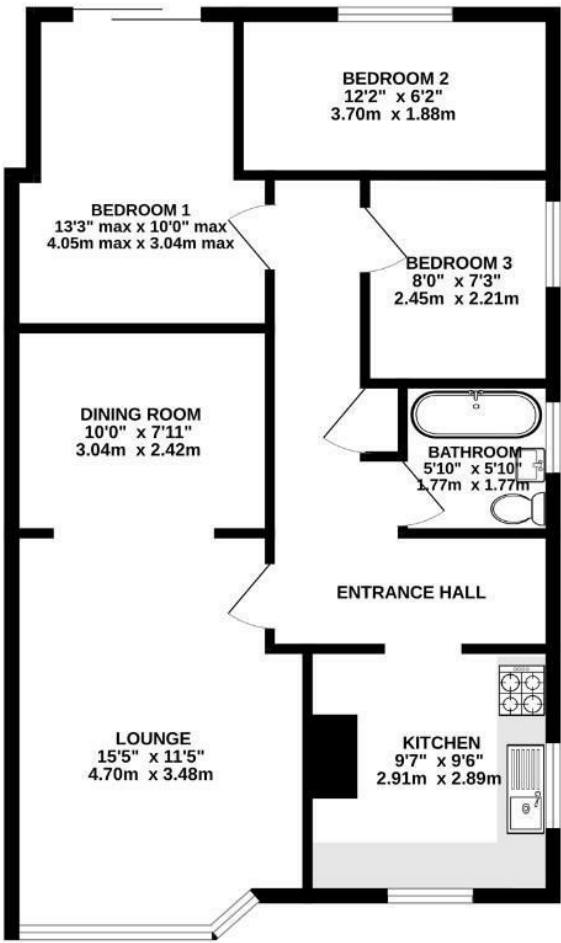 BEDROOM 2
12'2" x 6'2"
3.70m x 1.88m
BEDROOM 1
13'3" max x 10'0" max
4.05m max x 3.04m max
BEDROOM 3
8'0" x 7'3"
2.45m x 2.21m
DINING ROOM
10'0" x 7'11"
3.04m x 2.42m
BATHROOM
5'10" x 5'10"
1.77m x 1.77m
ENTRANCE HALL
LOUNGE
15'5" x 11'5"
4.70m x 3.48m
KITCHEN
9'7" x 9'6"
2.91m x 2.89m